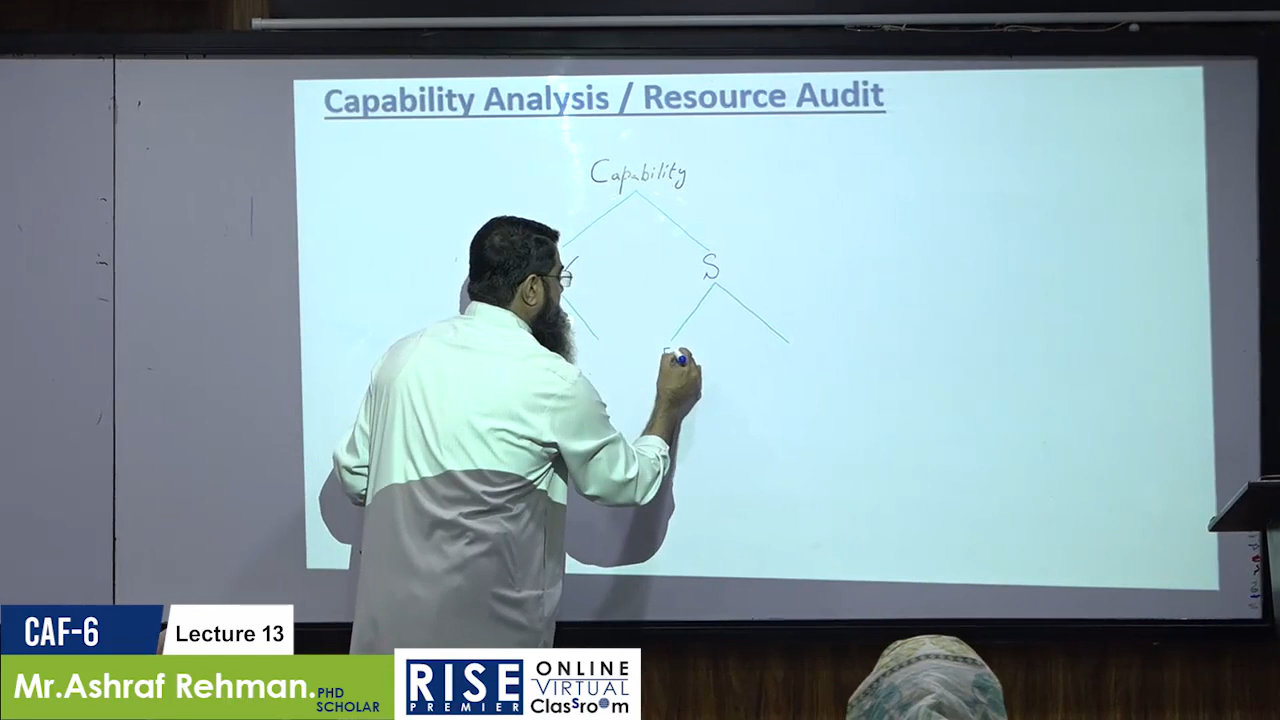 Capability Analysis / Resource Audit
Capability
S
CAF-6
Lecture 13
Mr.Ashraf Rehman.
PHD
SCHOLAR
RISE
PREMIER
ONLINE
VIRTUAL
Classroom